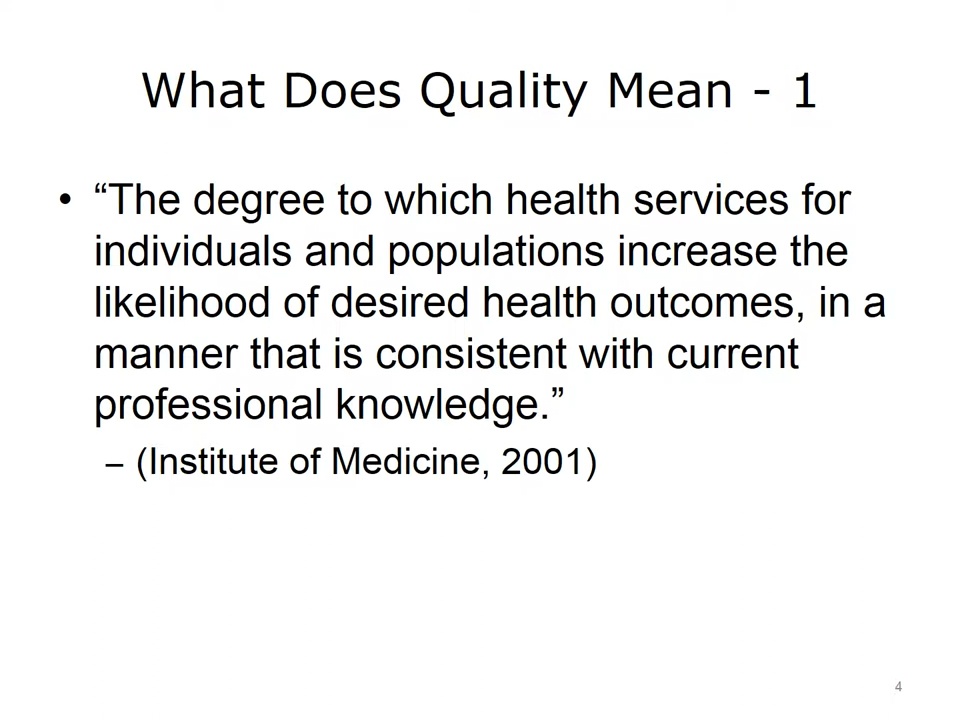 What Does Quality Mean - 1
• “The degree to which health services for
individuals and populations increase the
likelihood of desired health outcomes, in a
manner that is consistent with current
professional knowledge.”
– (Institute of Medicine, 2001)
4